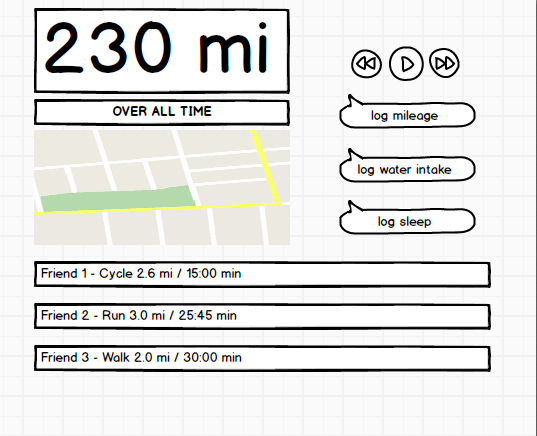 230 mi
OVER ALL TIME
log mileage
log water intake
log sleep
Friend 1 - Cycle 2.6 mi / 15:00 min
Friend 2 - Run 3.0 mi / 25:45 min
Friend 3 - Walk 2.0 mi / 30:00 min